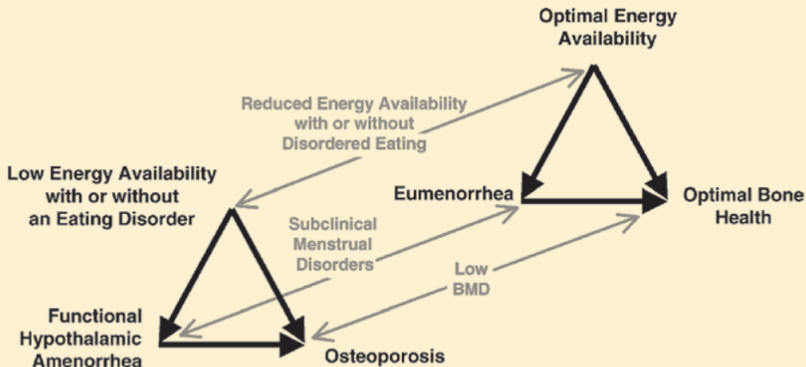 Optimal Energy
Availability
Reduced Energy Availability
with or without
Disordered Eating
Low Energy Availability
with or without
an Eating Disorder
Eumenorrhea
Optimal Bone
Health
Subclinical
Menstrual
Disorders
Low
BMD
Functional
Hypothalamic
Amenorrhea
Osteoporosis